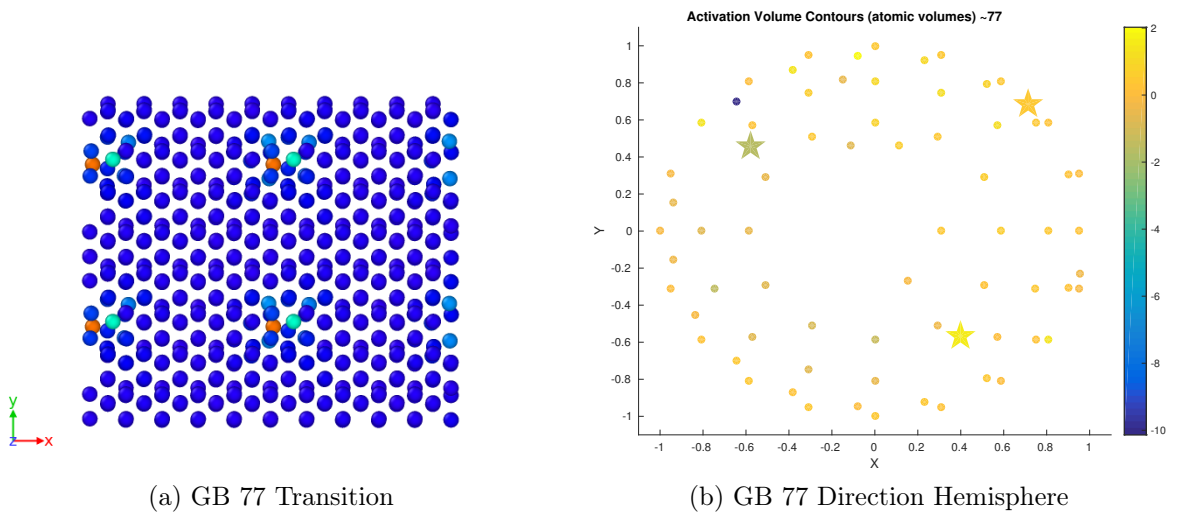 Activation Volume Contours (atomic volumes) ~77
1
0.8
0.6
0.4
0.2
0
-0.2
-0.4
-0.6
-0.8
-1
Y
-1 -0.8 -0.6 -0.4 -0.2 0 0.2 0.4 0.6 0.8 1
X
2
0
-2
-4
-6
-8
-10
y
z x
(a) GB 77 Transition
(b) GB 77 Direction Hemisphere